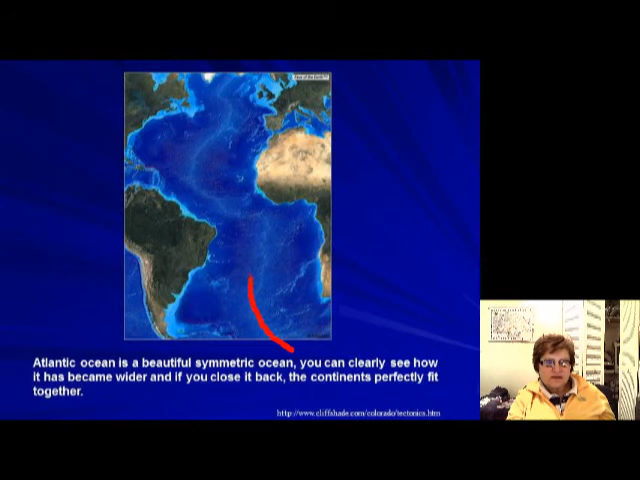 Atlantic ocean is a beautiful symmetric ocean, you can clearly see how
it has became wider and if you close it back, the continents perfectly fit
together.
http://www.cliffshade.com/colorado/tectonics.htm